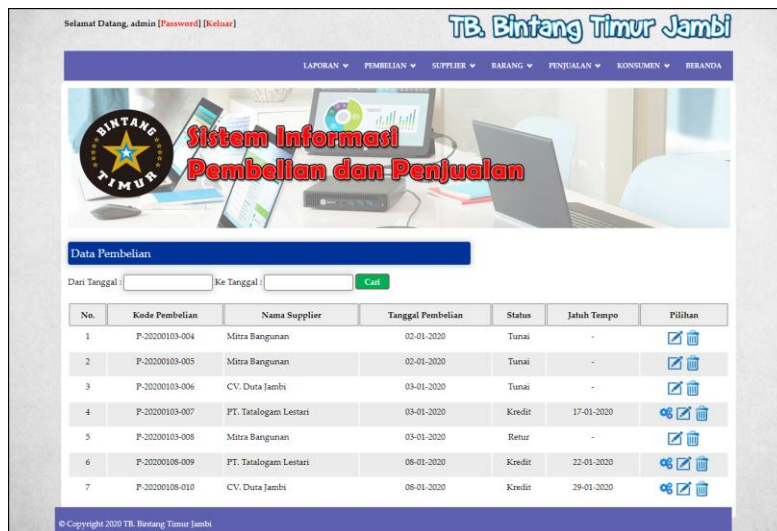 Selamat Datang, admin [Password] [Keluar]
TB. Bintang Timur Jambi
LAPORAN PEMBELIAN SUPPLIER BARANG PENJUALAN KONSUMEN BERANDA
BINTANG
TIMUR
Sistem Informasi
Pembelian dan Penjualan
Data Pembelian
Dari Tanggal : Ke Tanggal : Cari
No. Kode Pembelian Nama Supplier Tanggal Pembelian Status Jatuh Tempo Pilihan
1 P-20200103-004 Mitra Bangunan 02-01-2020 Tunai -
2 P-20200103-005 Mitra Bangunan 02-01-2020 Tunai -
3 P-20200103-006 CV. Duta Jambi 03-01-2020 Tunai -
4 P-20200103-007 PT. Tatalogam Lestari 03-01-2020 Kredit 17-01-2020
5 P-20200103-008 Mitra Bangunan 03-01-2020 Retur -
6 P-20200108-009 PT. Tatalogam Lestari 08-01-2020 Kredit 22-01-2020
7 P-20200108-010 CV. Duta Jambi 08-01-2020 Kredit 29-01-2020
© Copyright 2020 TB. Bintang Timur Jambi